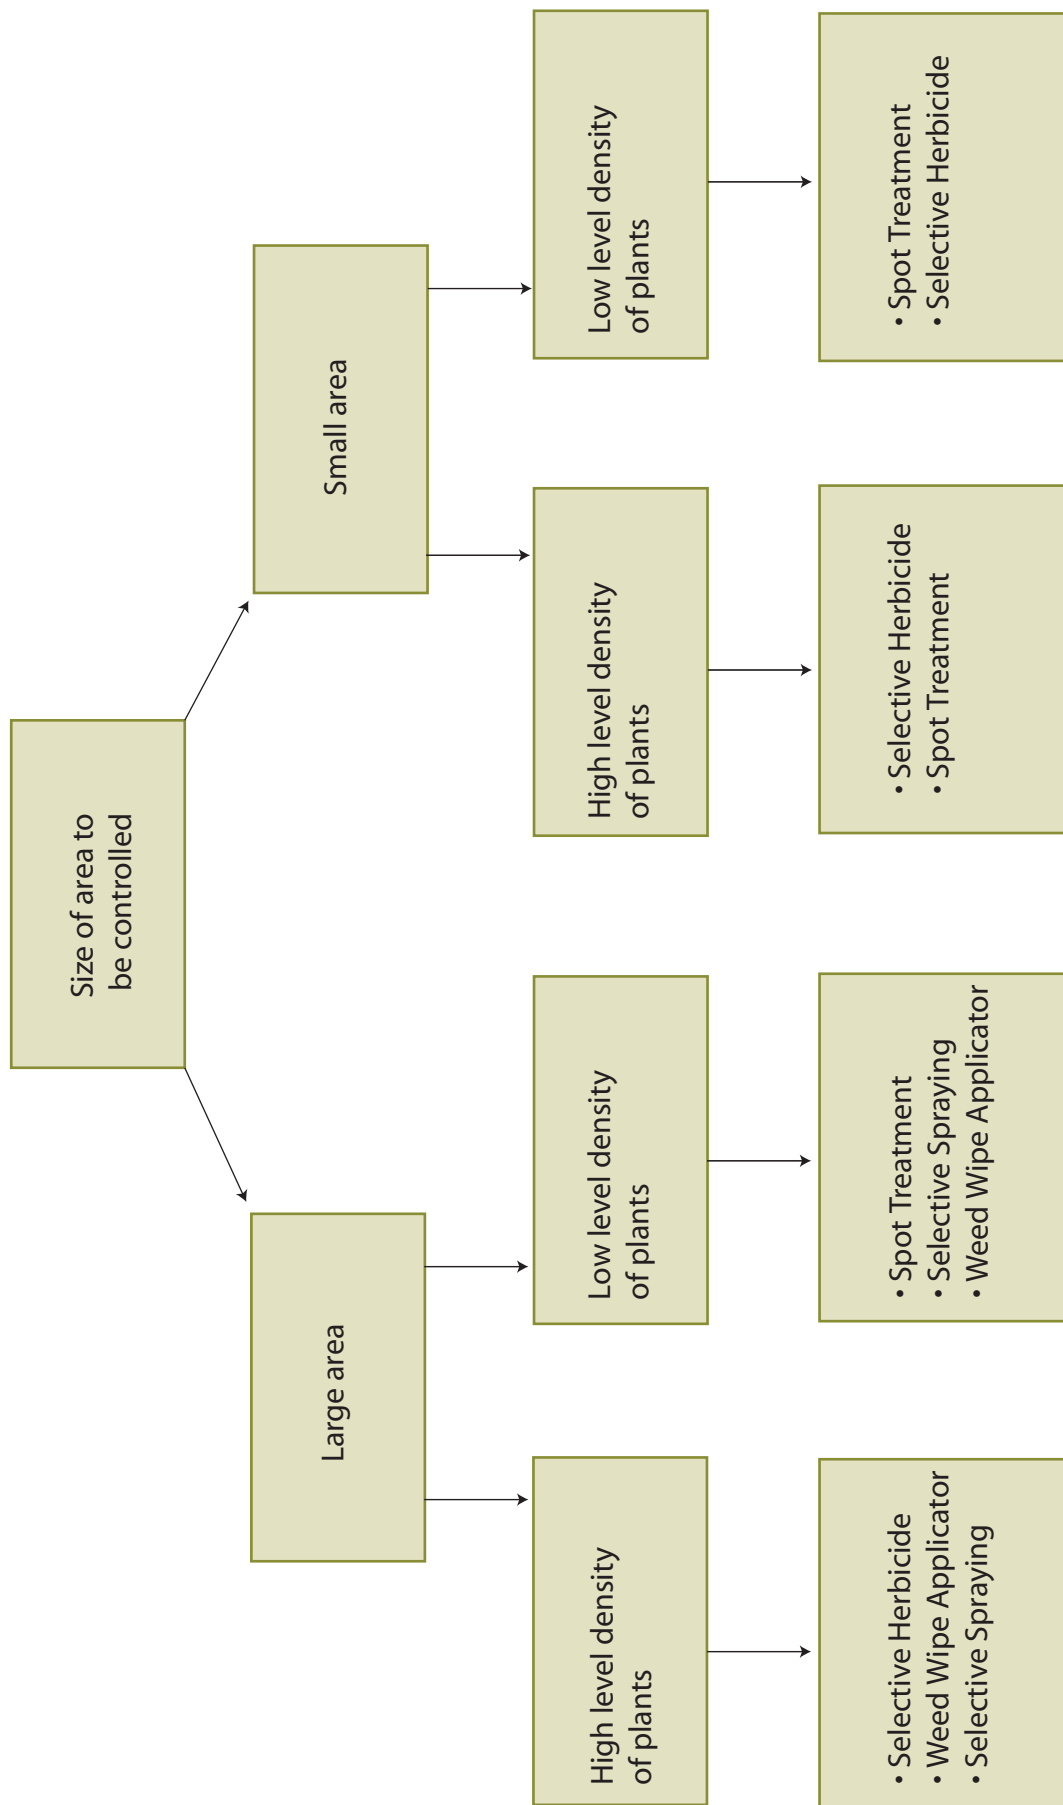 Size of area to
be controlled
Large area
Small area
High level density
of plants
Low level density
of plants
High level density
of plants
Low level density
of plants
• Selective Herbicide
• Weed Wipe Applicator
• Selective Spraying
• Spot Treatment
• Selective Spraying
• Weed Wipe Applicator
• Selective Herbicide
• Spot Treatment
• Spot Treatment
• Selective Herbicide